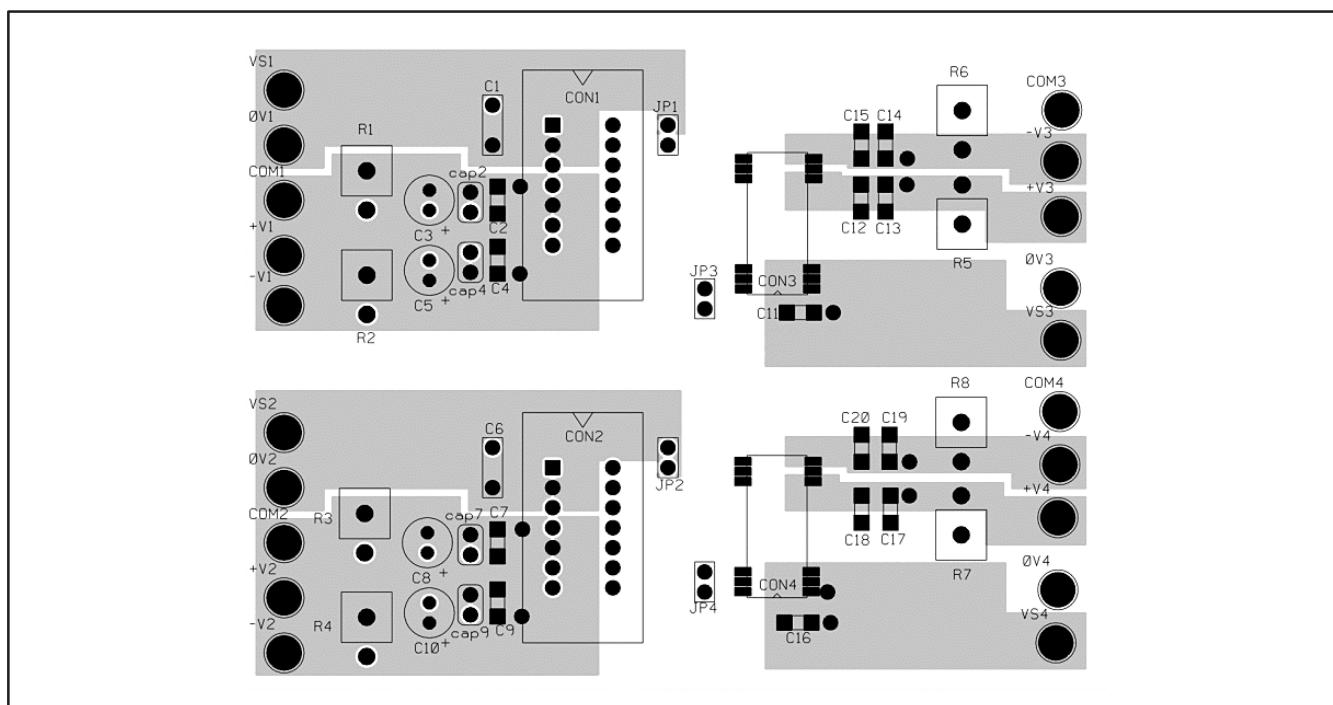 VS1
C1
CON1
JP1
ØV1
R1
COM1
cap2
+V1
C3
+
C2
-V1
cap4
C4
C5
+
R2
R6
COM3
C15
C14
-V3
+V3
C12
C13
R5
JP3
CON3
ØV3
C11
VS3
VS2
C6
CON2
JP2
ØV2
COM2
R3
cap7
C7
+V2
C8
+
-V2
R4
cap9
C9
C10
+
R8
COM4
C20
C19
-V4
+V4
C18
C17
R7
JP4
CON4
ØV4
VS4
C16